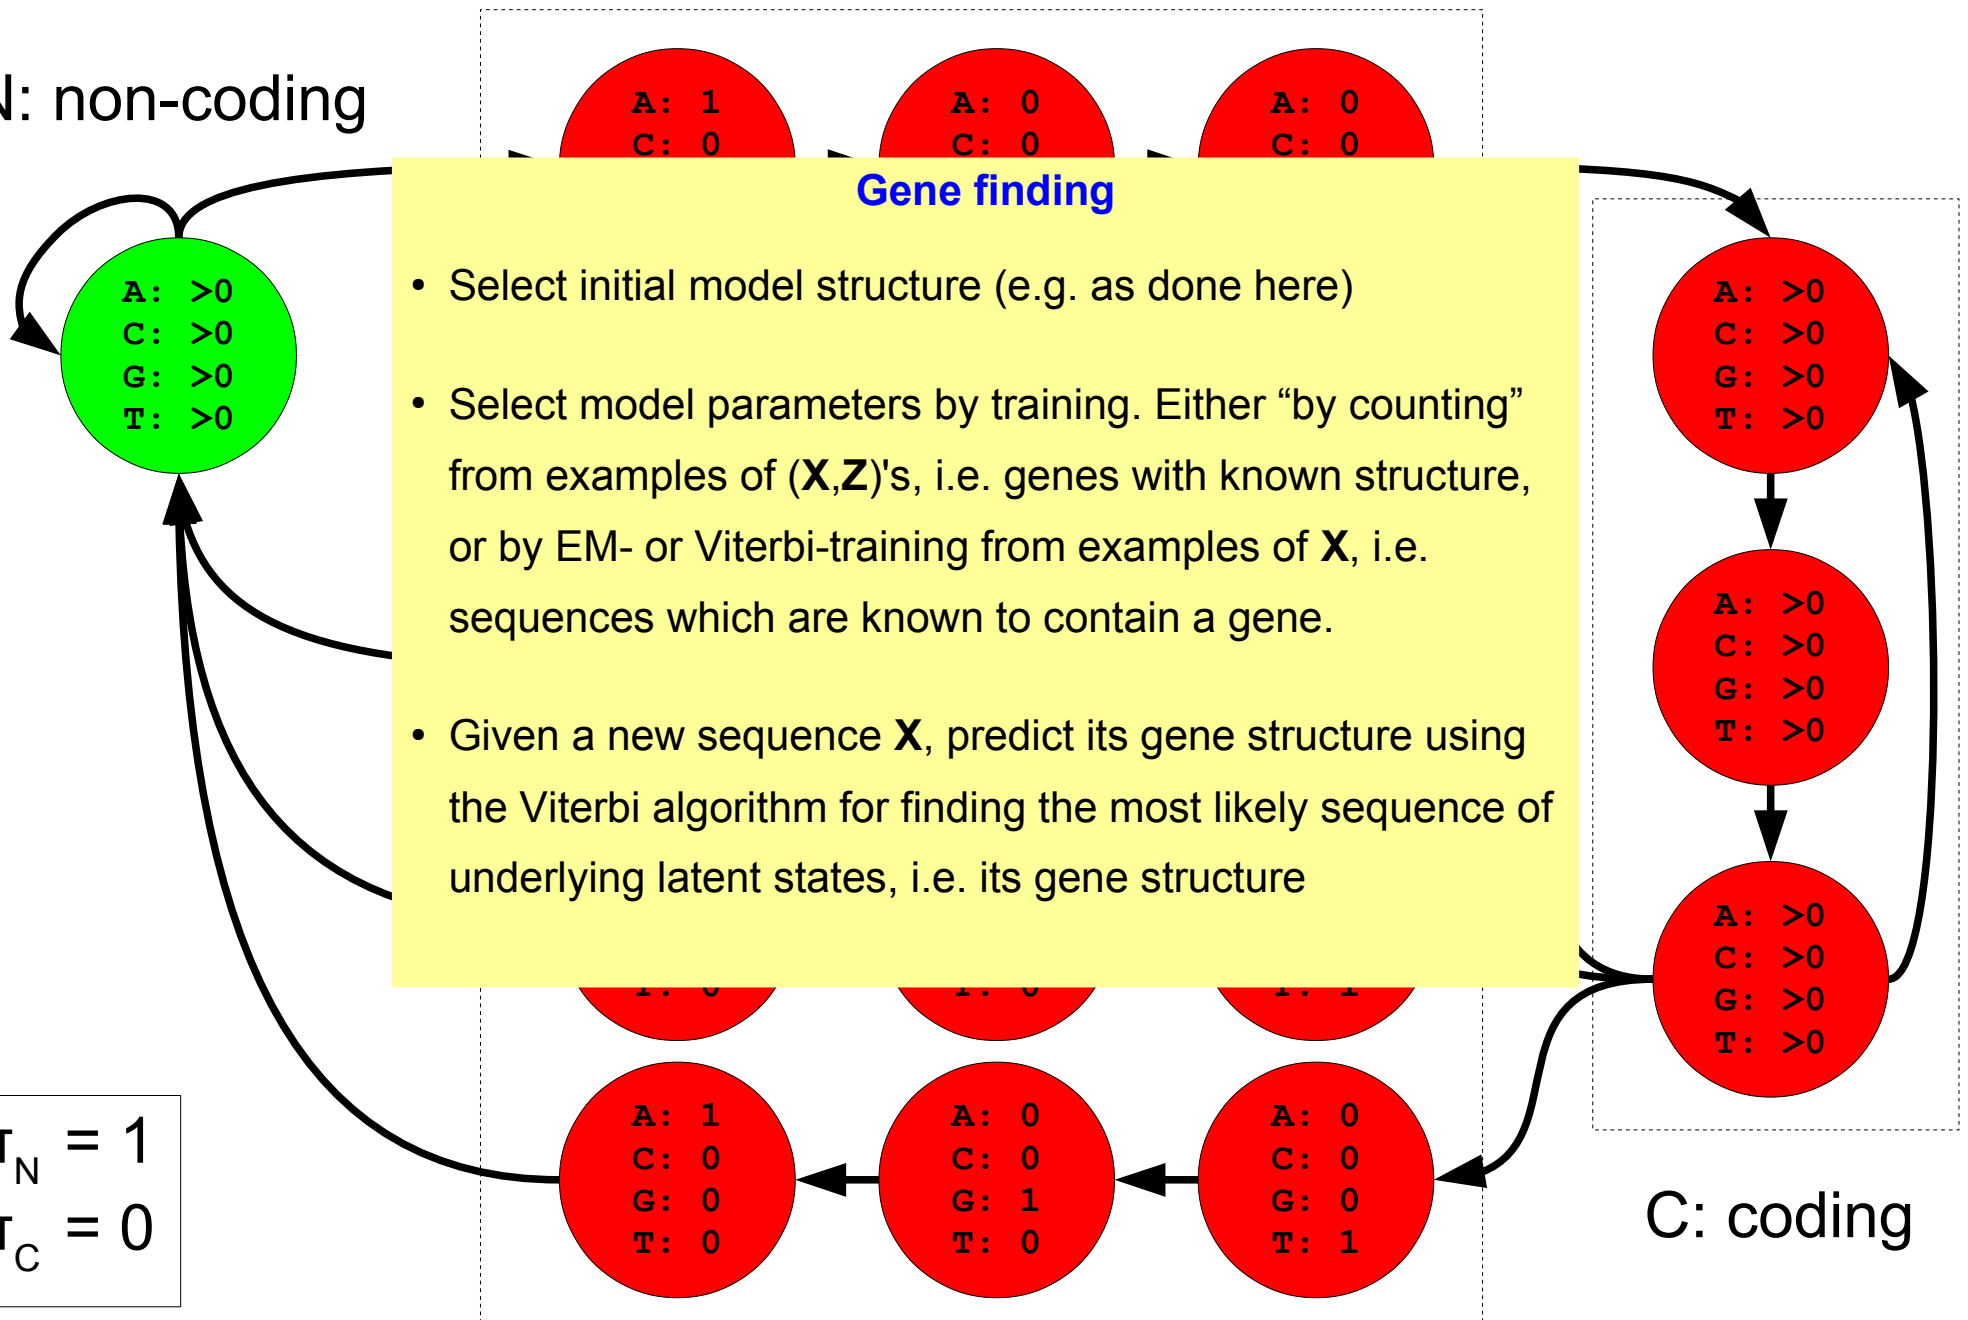 N: non-coding
A: 1
C: 0
A: 0
C: 0
A: 0
C: 0
Gene finding
• Select initial model structure (e.g. as done here)
• Select model parameters by training. Either “by counting”
from examples of (X,Z)'s, i.e. genes with known structure,
or by EM- or Viterbi-training from examples of X, i.e.
sequences which are known to contain a gene.
• Given a new sequence X, predict its gene structure using
the Viterbi algorithm for finding the most likely sequence of
underlying latent states, i.e. its gene structure
A: >0
C: >0
G: >0
T: >0
A: >0
C: >0
G: >0
T: >0
A: >0
C: >0
G: >0
T: >0
A: >0
C: >0
G: >0
T: >0
T: 0
T: 0
T: 1
A: 1
C: 0
G: 0
T: 0
A: 0
C: 0
G: 1
T: 0
A: 0
C: 0
G: 0
T: 1
N = 1
C = 0
C: coding